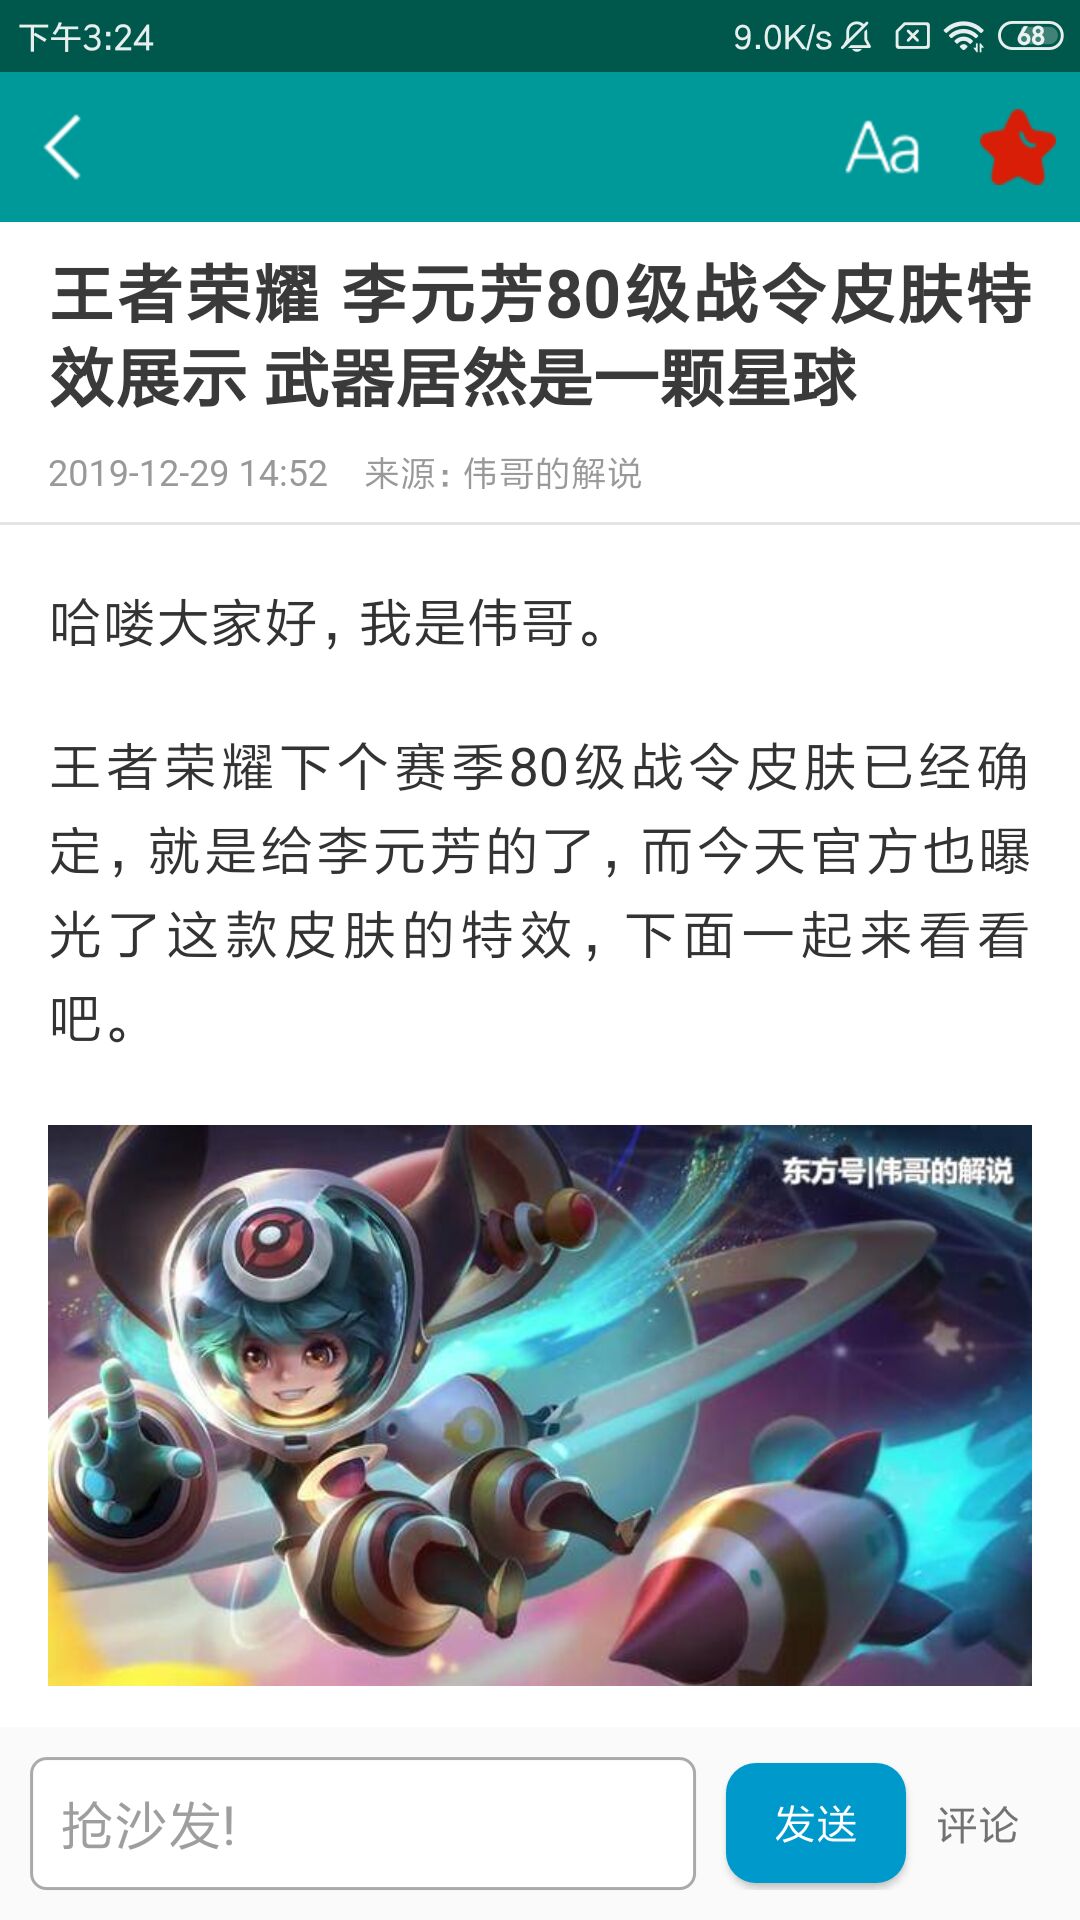 下午3:24
9.0K/s
68
Aa
王者荣耀 李元芳80级战令皮肤特
效展示 武器居然是一颗星球
2019-12-29 14:52 来源：伟哥的解说
哈喽大家好，我是伟哥。
王者荣耀下个赛季80级战令皮肤已经确
定，就是给李元芳的了，而今天官方也曝
光了这款皮肤的特效，下面一起来看看
吧。
东方号|伟哥的解说
抢沙发!
发送
评论